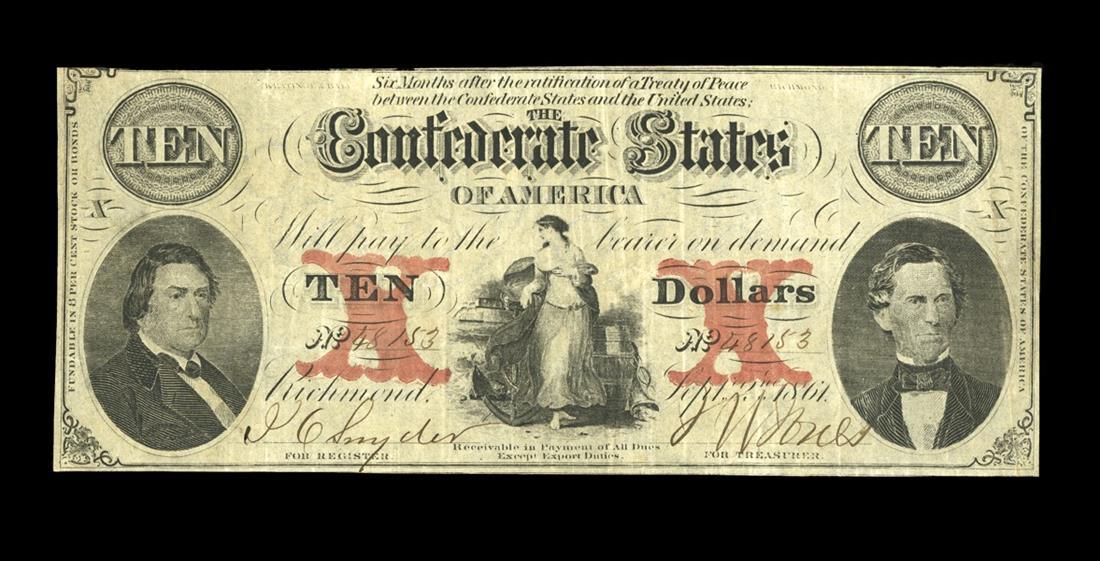 Six Months after the ratification of a Treaty of Peace
between the Confederate States and the United States;
TEN
THE
Confederate States
OF AMERICA
TEN
X
X
Will pay to the bearer on demand
TEN
X
Dollars
X
No 48153
No 48153
Richmond, Sept. 1861.
J C Snyder
FOR REGISTER.
Receivable in Payment of All Dues
Except Export Duties.
J W Jones
FOR TREASURER.
FUNDABLE IN 8 PER CENT STOCK OR BONDS
OF THE CONFEDERATE STATES OF AMERICA
RICHMOND